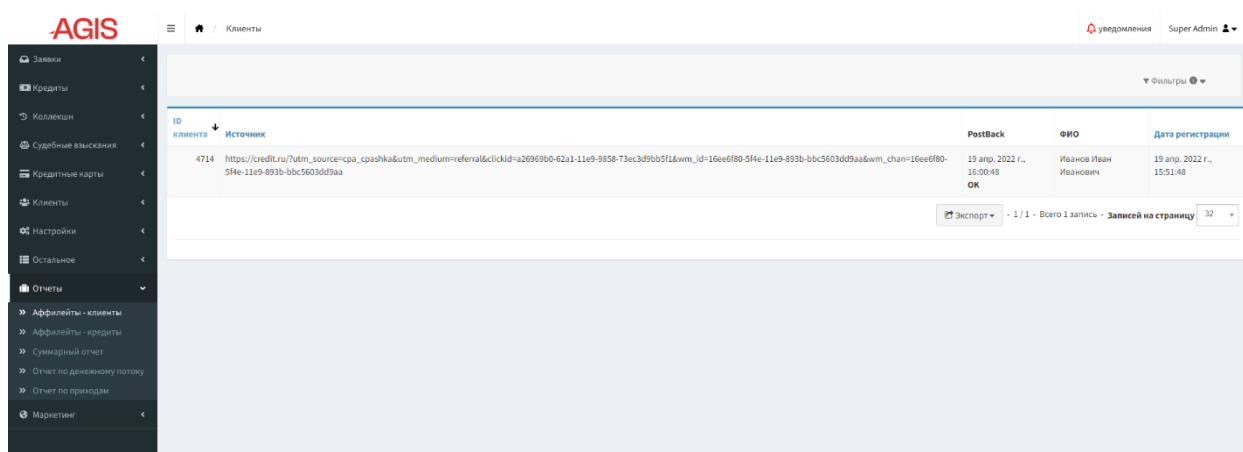 AGIS
Клиенты
уведомления
Super Admin
Заявки
Кредиты
Коллекшн
Судебные взыскания
Кредитные карты
Клиенты
Настройки
Остальное
Отчеты
Аффилейты - клиенты
Аффилейты - кредиты
Суммарный отчет
Отчет по денежному потоку
Отчет по приходам
Маркетинг
Фильтры
ID
клиента
Источник
PostBack
ФИО
Дата регистрации
4714
https://credit.ru/?utm_source=cpa_cpashka&utm_medium=referral&clickid=a26969b0-62a1-11e9-9858-73ec3d9bb5f1&wm_id=16ee6f80-5f4e-11e9-893b-bbc5603dd9aa&wm_chan=16ee6f80-
5f4e-11e9-893b-bbc5603dd9aa
19 апр. 2022 г.,
16:00:48
OK
Иванов Иван
Иванович
19 апр. 2022 г.,
15:51:48
Экспорт - 1 / 1 - Всего 1 запись - Записей на страницу 32